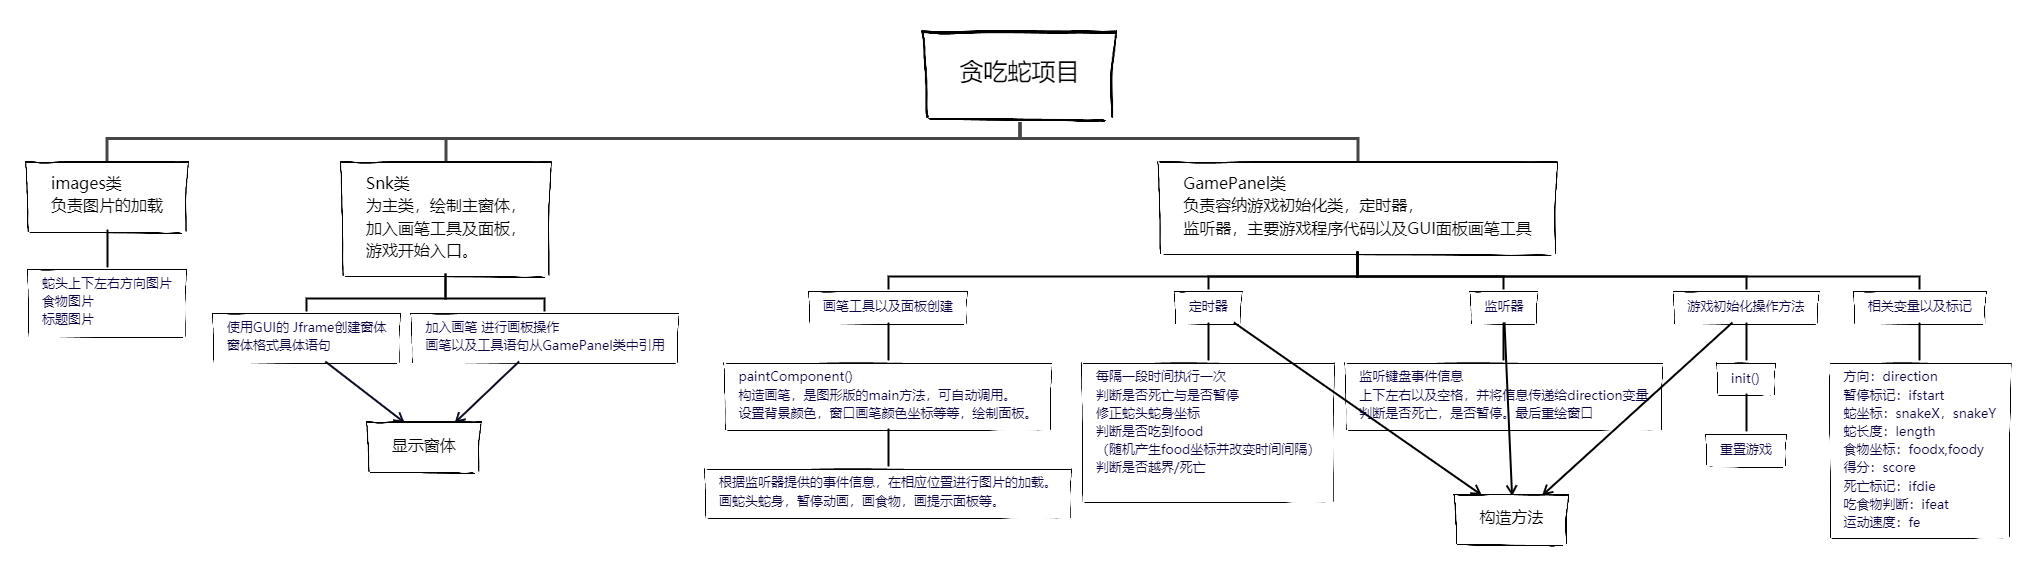 贪吃蛇项目
images类
负责图片的加载
Snk类
为主类，绘制主窗体，
加入画笔工具及面板，
游戏开始入口。
GamePanel类
负责容纳游戏初始化类，定时器，
监听器，主要游戏程序代码以及GUI面板画笔工具
蛇头上下左右方向图片
食物图片
标题图片
使用GUI的 Jframe创建窗体
窗体格式具体语句
加入画笔 进行画板操作
画笔以及工具语句从GamePanel类中引用
显示窗体
画笔工具以及面板创建
定时器
监听器
游戏初始化操作方法
相关变量以及标记
paintComponent()
构造画笔，是图形版的main方法，可自动调用。
设置背景颜色，窗口画笔颜色坐标等等，绘制面板。
根据监听器提供的事件信息，在相应位置进行图片的加载。
画蛇头蛇身，暂停动画，画食物，画提示面板等。
每隔一段时间执行一次
判断是否死亡与是否暂停
修正蛇头蛇身坐标
判断是否吃到food
（随机产生food坐标并改变时间间隔）
判断是否越界/死亡
监听键盘事件信息
上下左右以及空格，并将信息传递给direction变量
判断是否死亡，是否暂停。最后重绘窗口
init()
重置游戏
构造方法
方向：direction
暂停标记：ifstart
蛇坐标：snakeX，snakeY
蛇长度：length
食物坐标：foodx,foody
得分：score
死亡标记：ifdie
吃食物判断：ifeat
运动速度：fe